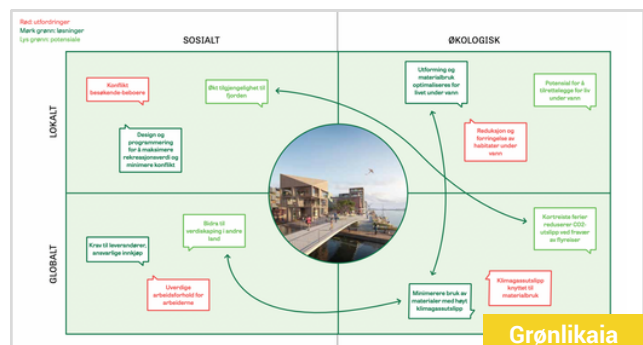 Rød: utfordringer
Mørk grønn: løsninger
Lys grønn: potensiale
SOSIALT
ØKOLOGISK
LOKALT
Konflikt
besøkende-beboere
Økt tilgjengelighet til
fjorden
Design og
programmering
for å maksimere
rekreasjonsverdi og
minimere konflikt
Utforming og
materialbruk
optimaliseres for
livet under vann
Potensial for å
tilrettelegge for liv
under vann
Reduksjon og
forringelse av
habitater under
vann
GLOBALT
Krav til leverandører,
ansvarlige innkjøp
Bidra til
verdiskaping i andre
land
Uverdige
arbeidsforhold for
arbeiderne
Kortreiste ferier
reduserer CO2-
utslipp ved fravær
av flyreiser
Klimagassutslipp
knyttet til
materialbruk
Minimere bruk av
materialer med høyt
klimagassutslipp
Grønlikaia